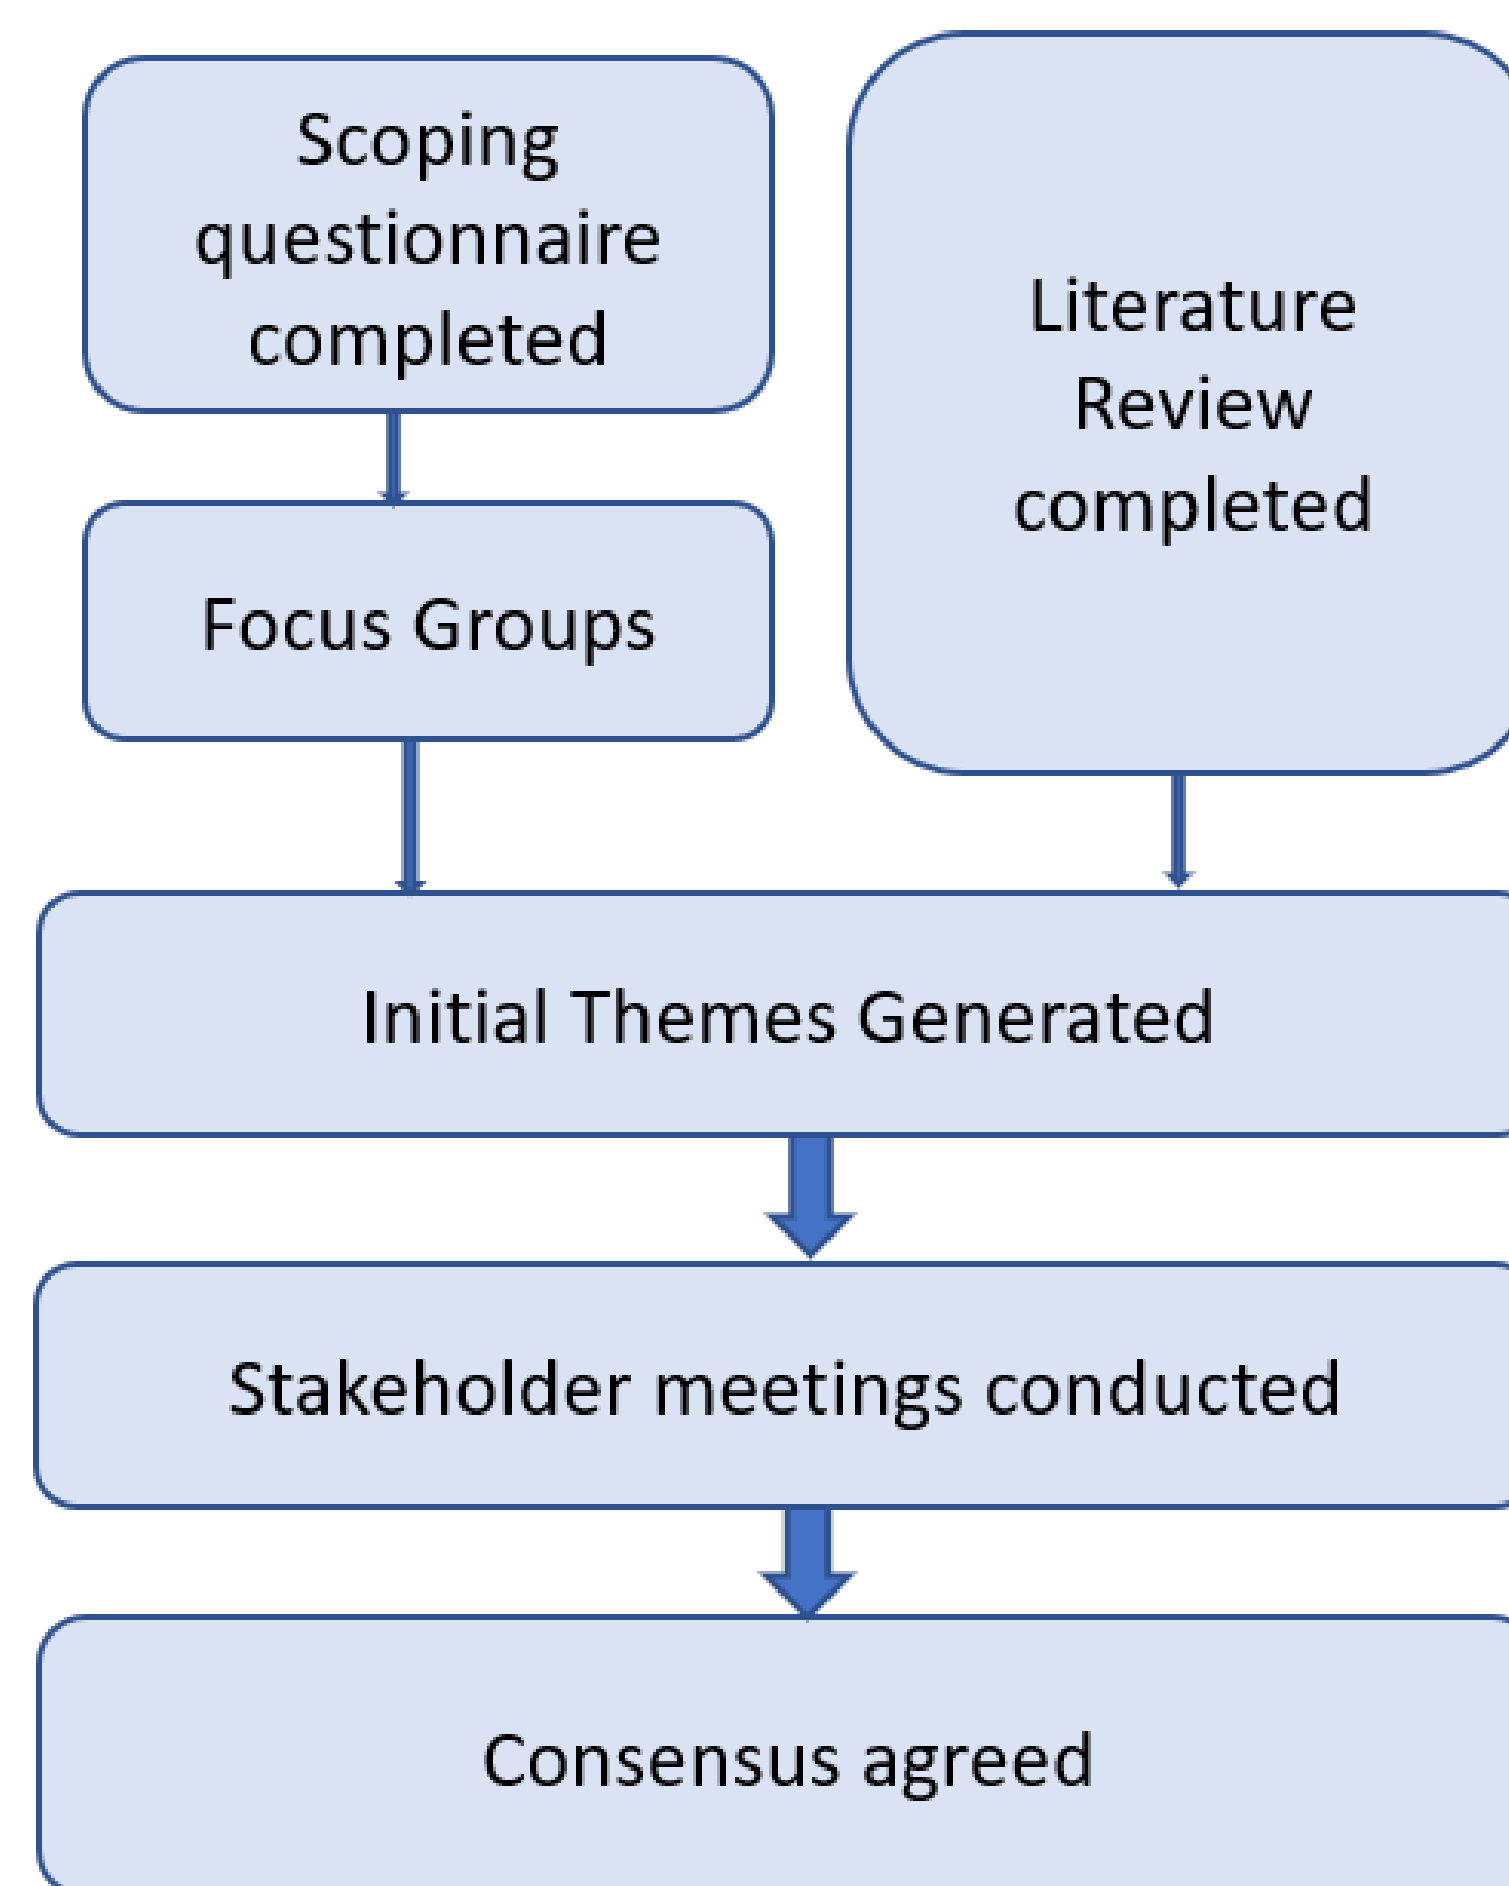 Scoping
questionnaire
completed
Literature
Review
completed
Focus Groups
Initial Themes Generated
Stakeholder meetings conducted
Consensus agreed